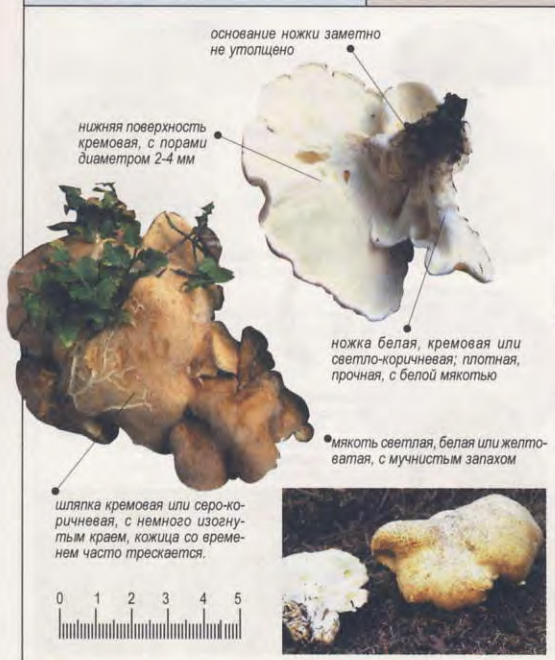 основание ножки заметно
не утолщено
нижняя поверхность
кремовая, с порами
диаметром 2-4 мм
ножка белая, кремовая или
светло-коричневая; плотная,
прочная, с белой мякотью
мякоть светлая, белая или желто-
ватая, с мучнистым запахом
шляпка кремовая или серо-ко-
ричневая, с немного изогну-
тым краем, кожица со време-
нем часто трескается.
0 1 2 3 4 5